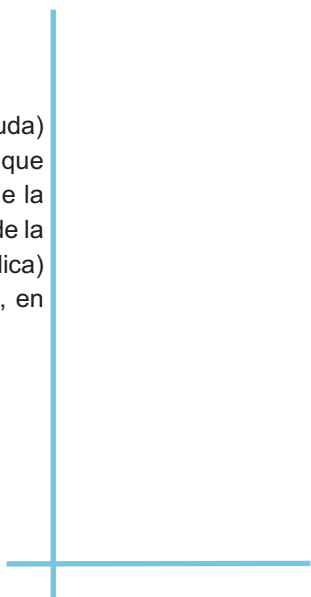 uda)
que
e la
de la
lica)
, en